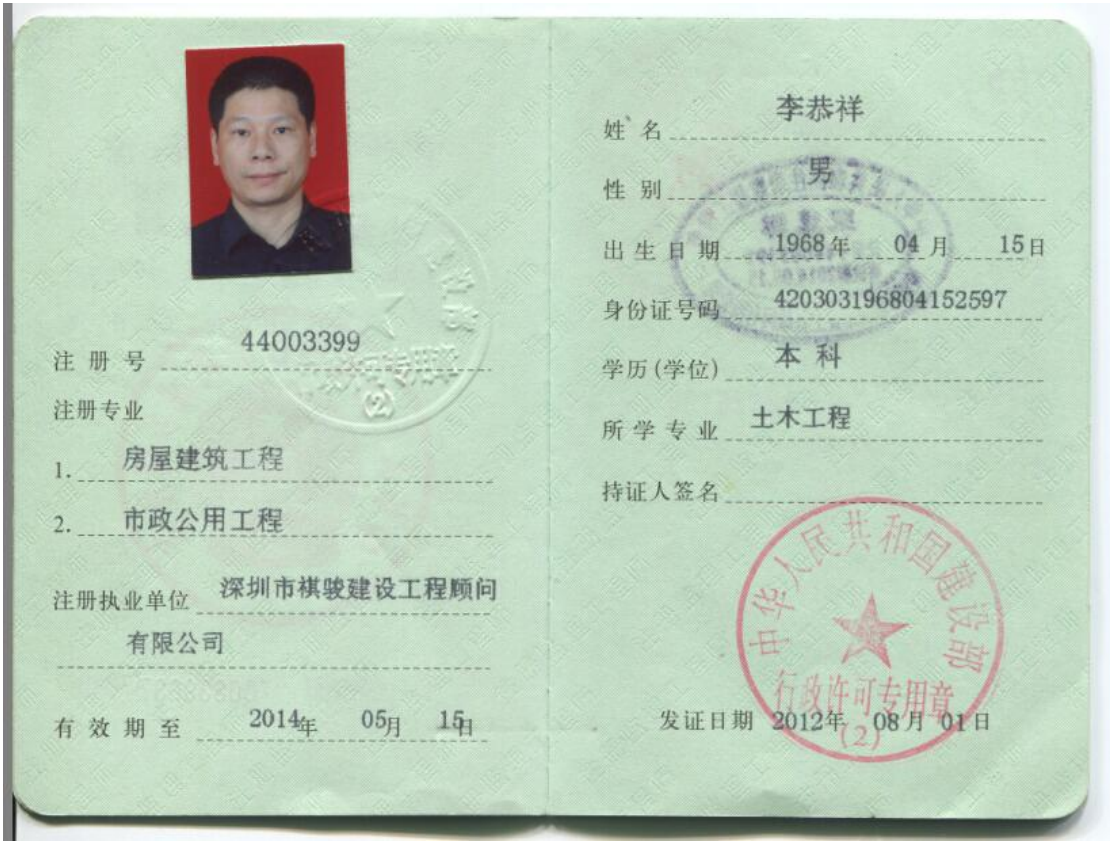 注册号 44003399
注册专业
1. 房屋建筑工程
2. 市政公用工程
注册执业单位 深圳市祺骏建设工程顾问
有限公司
有效期至 2014年 05月 15日
姓名 李恭祥
性别 男
出生日期 1968年 04月 15日
身份证号码 420303196804152597
学历(学位) 本科
所学专业 土木工程
持证人签名
中华人民共和国建设部
行政许可专用章
(2)
发证日期 2012年 08月 01日